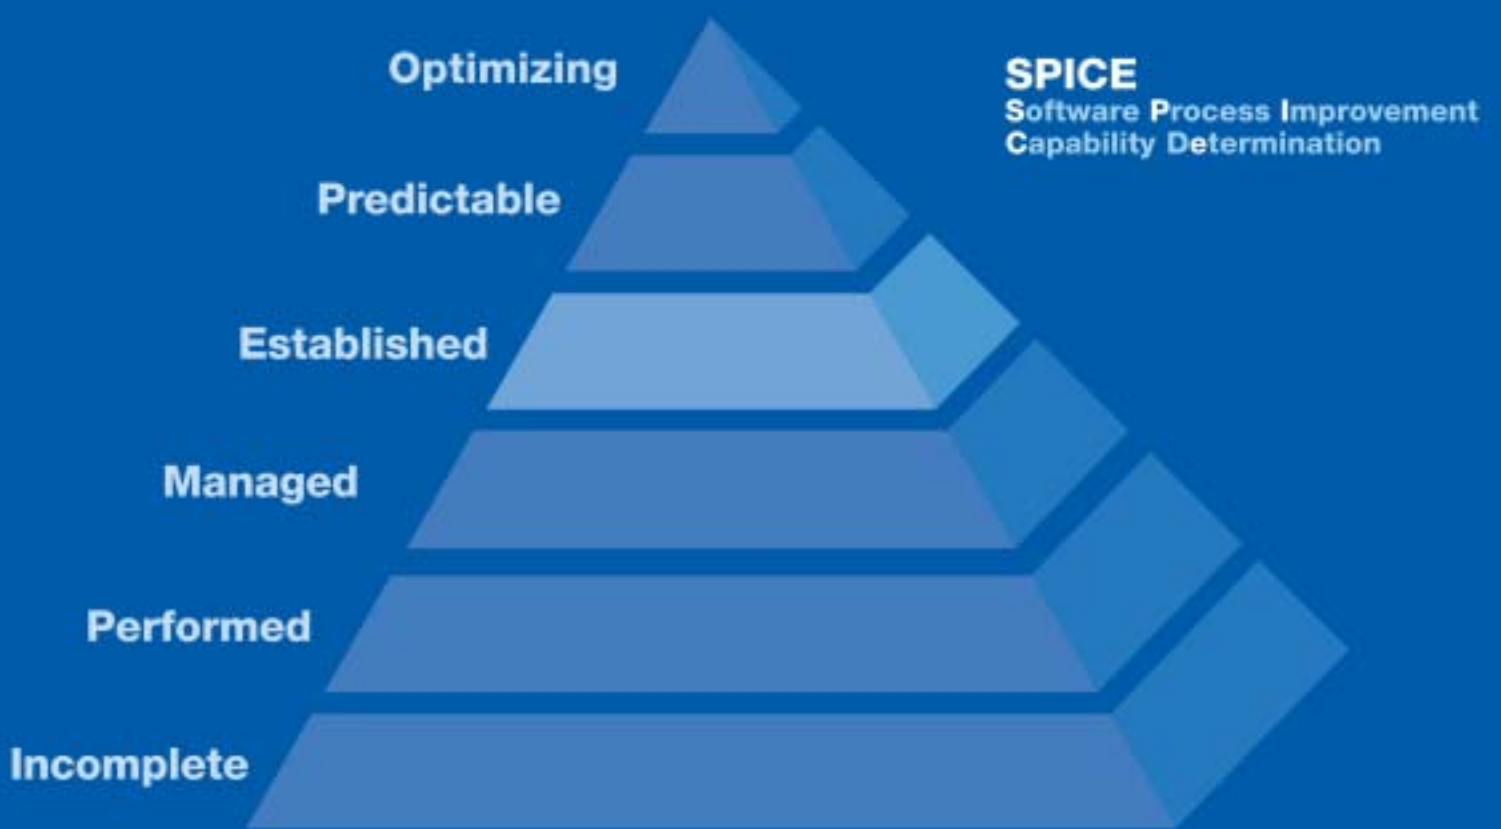 Optimizing
SPICE
Software Process Improvement
Capability Determination
Predictable
Established
Managed
Performed
Incomplete